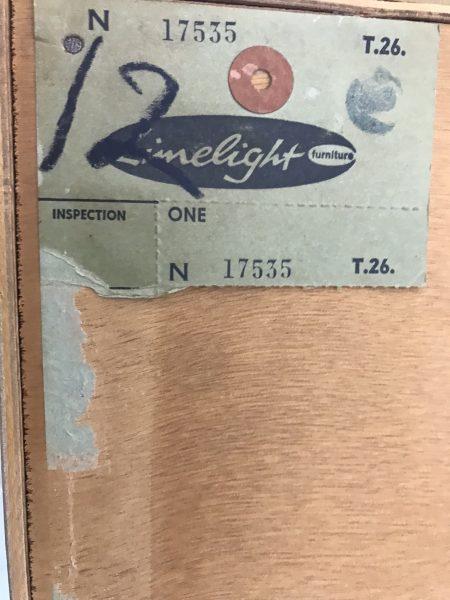 N 17535 T.26.
12
Limelight furniture
INSPECTION ONE
N 17535 T.26.